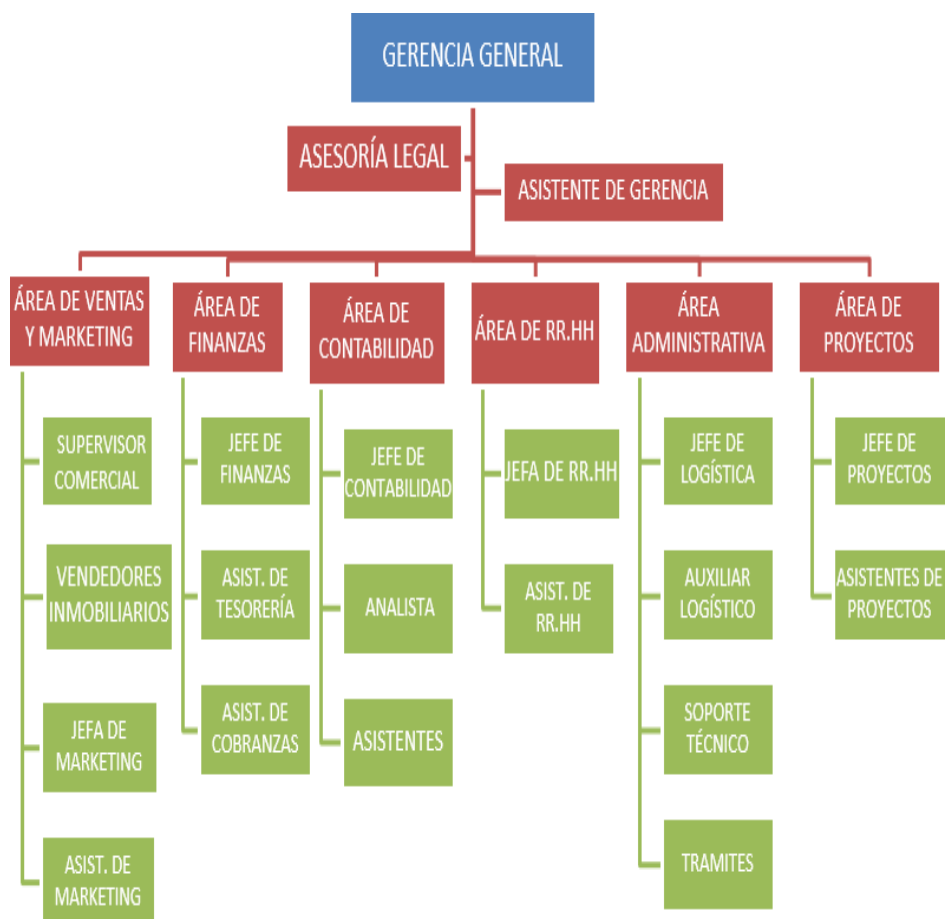 GERENCIA GENERAL
ASESORÍA LEGAL
ASISTENTE DE GERENCIA
ÁREA DE VENTAS
Y MARKETING
ÁREA DE
FINANZAS
ÁREA DE
CONTABILIDAD
ÁREA DE RR.HH
ÁREA
ADMINISTRATIVA
ÁREA DE
PROYECTOS
SUPERVISOR
COMERCIAL
VENDEDORES
INMOBILIARIOS
JEFA DE
MARKETING
ASIST. DE
MARKETING
JEFE DE
FINANZAS
ASIST. DE
TESORERÍA
ASIST. DE
COBRANZAS
JEFE DE
CONTABILIDAD
ANALISTA
ASISTENTES
JEFA DE RR.HH
ASIST. DE
RR.HH
JEFE DE
LOGÍSTICA
AUXILIAR
LOGÍSTICO
SOPORTE
TÉCNICO
TRAMITES
JEFE DE
PROYECTOS
ASISTENTES DE
PROYECTOS